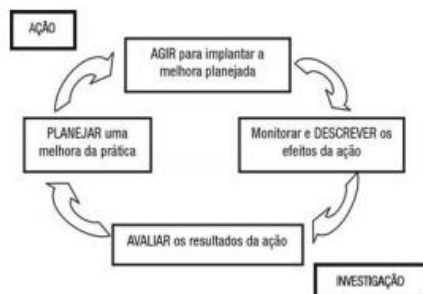 AÇÃO
AGIR para implantar a
melhora planejada
PLANEJAR uma
melhora da prática
Monitorar e DESCREVER os
efeitos da ação
AVALIAR os resultados da ação
INVESTIGAÇÃO